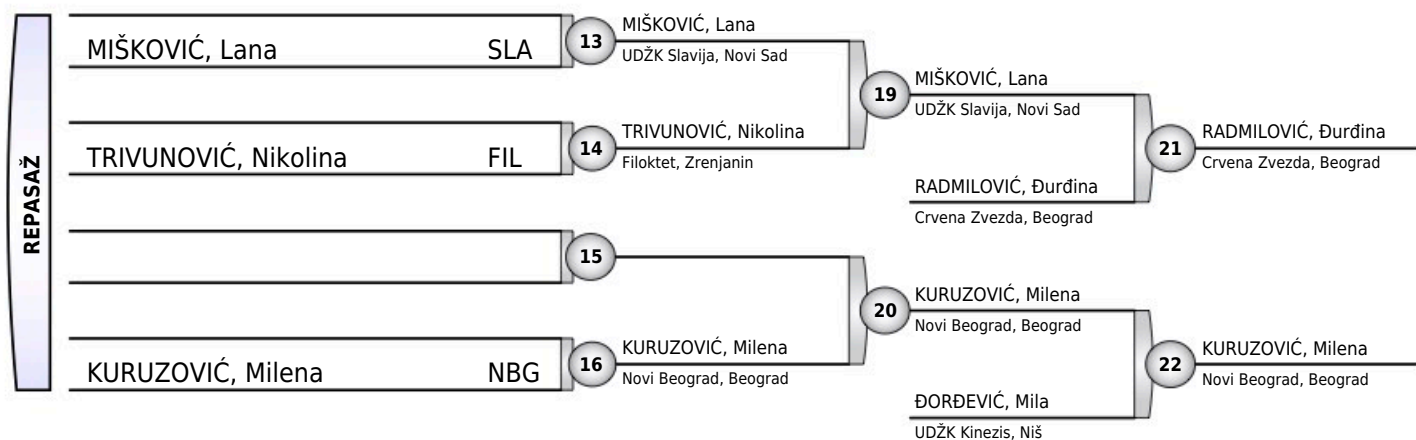 REPASAŽ
MIŠKOVIĆ, Lana SLA
13
MIŠKOVIĆ, Lana
UDŽK Slavija, Novi Sad
TRIVUNOVIĆ, Nikolina FIL
14
TRIVUNOVIĆ, Nikolina
Filoktet, Zrenjanin
15
KURUZOVIĆ, Milena NBG
16
KURUZOVIĆ, Milena
Novi Beograd, Beograd
19
MIŠKOVIĆ, Lana
UDŽK Slavija, Novi Sad
RADMILOVIĆ, Đurđina
Crvena Zvezda, Beograd
20
KURUZOVIĆ, Milena
Novi Beograd, Beograd
ĐORĐEVIĆ, Mila
UDŽK Kinezis, Niš
21
RADMILOVIĆ, Đurđina
Crvena Zvezda, Beograd
22
KURUZOVIĆ, Milena
Novi Beograd, Beograd